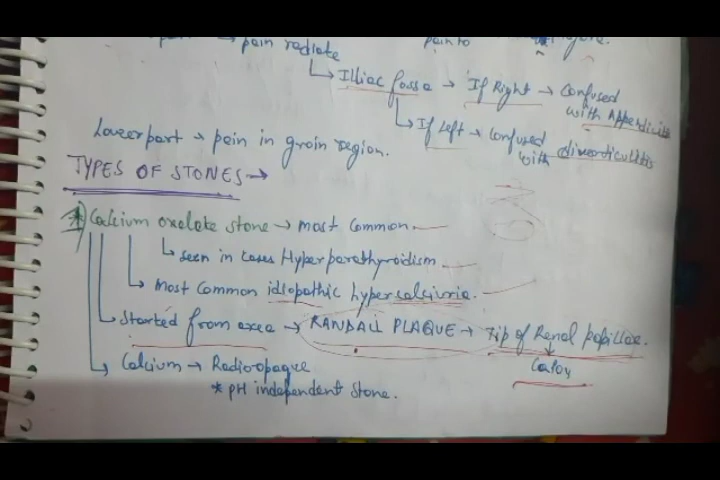 → pain radiate pain to
↳ Illiac fossa → If Right → Confused with Appendicitis
↳ If Left → Confused with diverticulitis
Lower part → pain in groin region.
TYPES OF STONES →
Calcium oxalate stone → most common.
↳ seen in cases Hyperparathyroidism
↳ most common idiopathic hypercalciuria.
↳ started from area → RANDALL PLAQUE → Tip of Renal papillae.
↳ Calcium → Radioopaque
* pH independent stone.